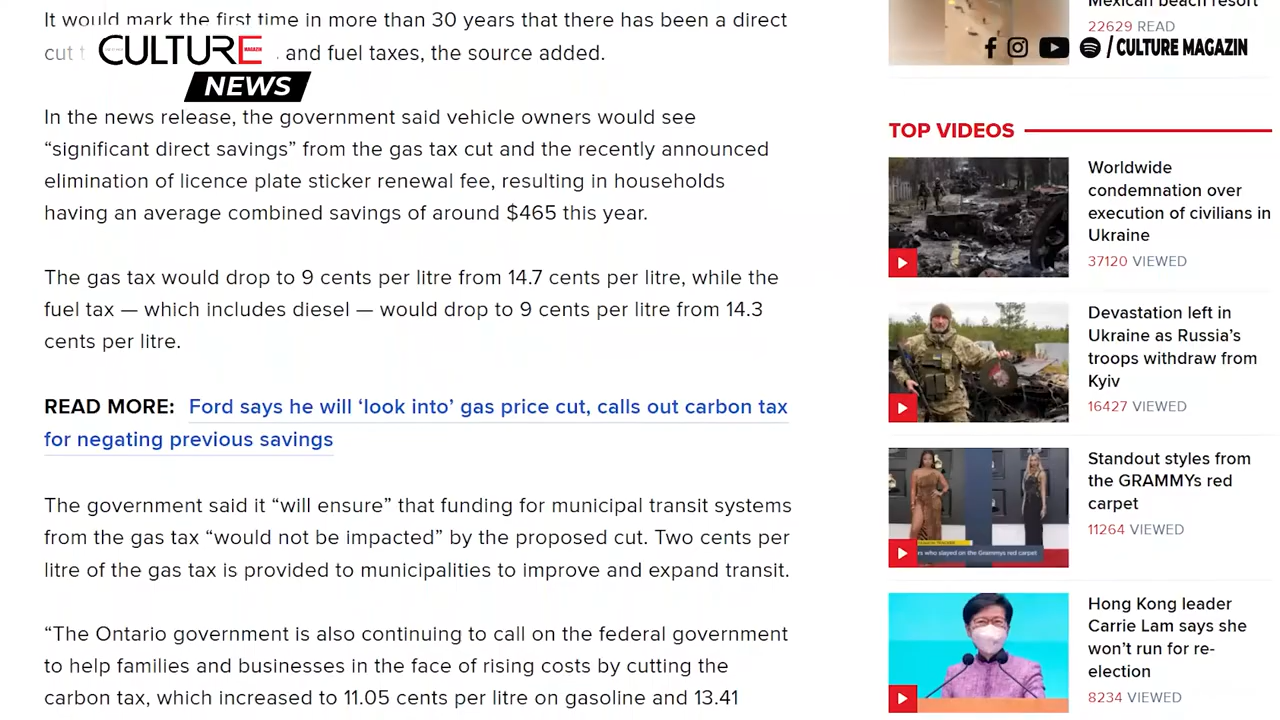 It would mark the first time in more than 30 years that there has been a direct
cut t and fuel taxes, the source added.
CULTURE
NEWS
In the news release, the government said vehicle owners would see
“significant direct savings” from the gas tax cut and the recently announced
elimination of licence plate sticker renewal fee, resulting in households
having an average combined savings of around $465 this year.
The gas tax would drop to 9 cents per litre from 14.7 cents per litre, while the
fuel tax — which includes diesel — would drop to 9 cents per litre from 14.3
cents per litre.
READ MORE: Ford says he will ‘look into’ gas price cut, calls out carbon tax
for negating previous savings
The government said it “will ensure” that funding for municipal transit systems
from the gas tax “would not be impacted” by the proposed cut. Two cents per
litre of the gas tax is provided to municipalities to improve and expand transit.
“The Ontario government is also continuing to call on the federal government
to help families and businesses in the face of rising costs by cutting the
carbon tax, which increased to 11.05 cents per litre on gasoline and 13.41
Mexican beach resort
22629 READ
/ CULTURE MAGAZIN
TOP VIDEOS
Worldwide
condemnation over
execution of civilians in
Ukraine
37120 VIEWED
Devastation left in
Ukraine as Russia’s
troops withdraw from
Kyiv
16427 VIEWED
Standout styles from
the GRAMMYs red
carpet
11264 VIEWED
rs who slayed on the Grammys red carpet
Hong Kong leader
Carrie Lam says she
won’t run for re-
election
8234 VIEWED